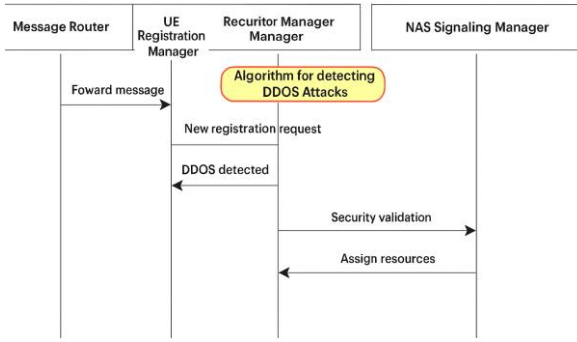 Message Router
UE
Registration
Manager
Recuritor Manager
Manager
NAS Signaling Manager
Algorithm for detecting
DDOS Attacks
Foward message
New registration request
DDOS detected
Security validation
Assign resources